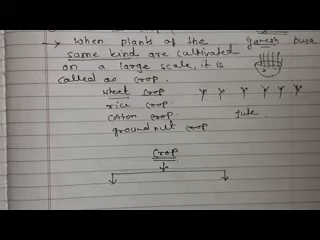 → when plants of the
same kind are cultivated
on a large scale, it is
called as crop.
wheat crop
rice crop
coton crop jute
ground nut crop
crop